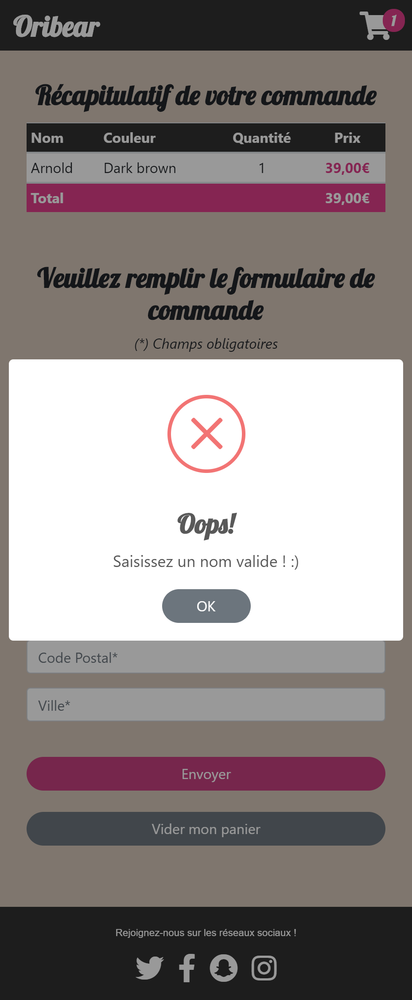 Oribear
1
Récapitulatif de votre commande
Nom Couleur Quantité Prix
Arnold Dark brown 1 39,00€
Total 39,00€
Veuillez remplir le formulaire de
commande
(*) Champs obligatoires
Oops!
Saisissez un nom valide ! :)
OK
Code Postal*
Ville*
Envoyer
Vider mon panier
Rejoignez-nous sur les réseaux sociaux !